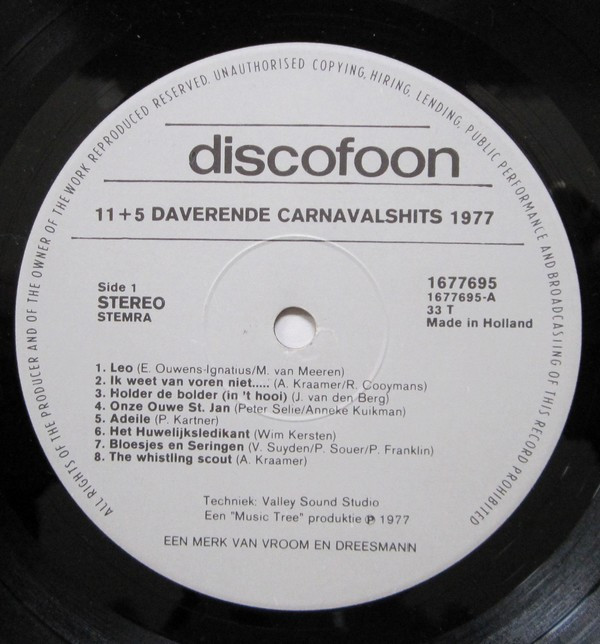 ALL RIGHTS OF THE PRODUCER AND OF THE OWNER OF THE WORK REPRODUCED RESERVED. UNAUTHORISED COPYING, HIRING, LENDING, PUBLIC PERFORMANCE AND BROADCASTING OF THIS RECORD PROHIBITED
discofoon
11+5 DAVERENDE CARNAVALSHITS 1977
Side 1
STEREO
STEMRA
1677695
1677695-A
33 T
Made in Holland
1. Leo (E. Ouwens-Ignatius/M. van Meeren)
2. Ik weet van voren niet..... (A. Kraamer/R. Cooymans)
3. Holder de bolder (in 't hooi) (J. van den Berg)
4. Onze Ouwe St. Jan (Peter Selie/Anneke Kuikman)
5. Adeile (P. Kartner)
6. Het Huwelijksledikant (Wim Kersten)
7. Bloesjes en Seringen (V. Suyden/P. Souer/P. Franklin)
8. The whistling scout (A. Kraamer)
Techniek: Valley Sound Studio
Een "Music Tree" produktie ℗ 1977
EEN MERK VAN VROOM EN DREESMANN